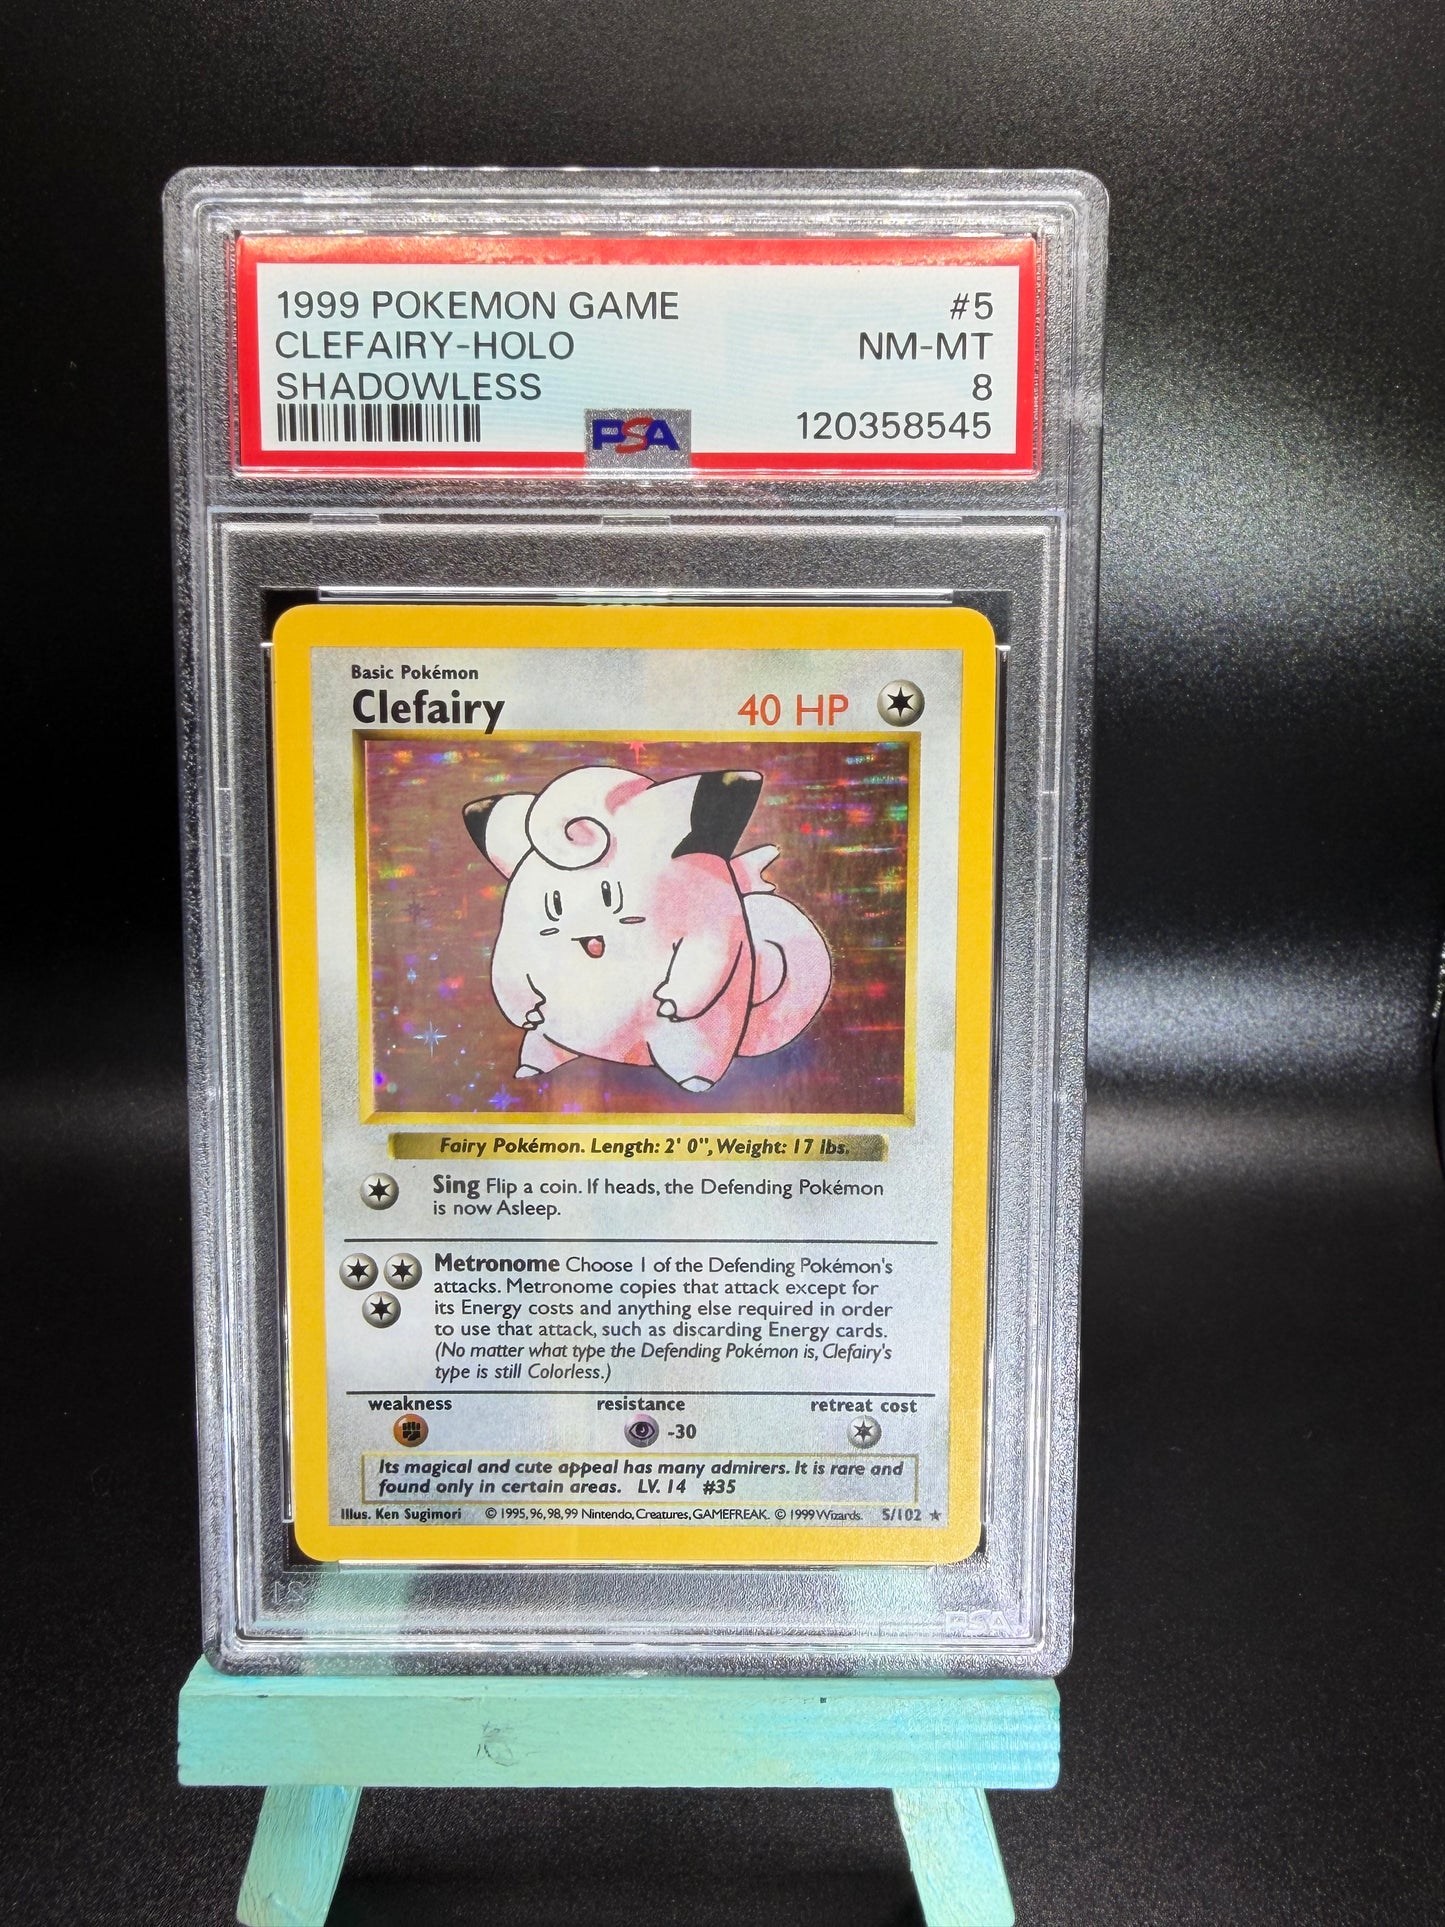 1999 POKEMON GAME #5
CLEFAIRY-HOLO NM-MT
SHADOWLESS 8
PSA 120358545
Basic Pokémon
Clefairy 40 HP
Fairy Pokémon. Length: 2' 0", Weight: 17 lbs.
Sing Flip a coin. If heads, the Defending Pokémon
is now Asleep.
Metronome Choose 1 of the Defending Pokémon's
attacks. Metronome copies that attack except for
its Energy costs and anything else required in order
to use that attack, such as discarding Energy cards.
(No matter what type the Defending Pokémon is, Clefairy's
type is still Colorless.)
weakness resistance retreat cost
-30
Its magical and cute appeal has many admirers. It is rare and
found only in certain areas. LV. 14 #35
Illus. Ken Sugimori © 1995, 96, 98, 99 Nintendo, Creatures, GAMEFREAK. © 1999 Wizards. 5/102 ★
PSA